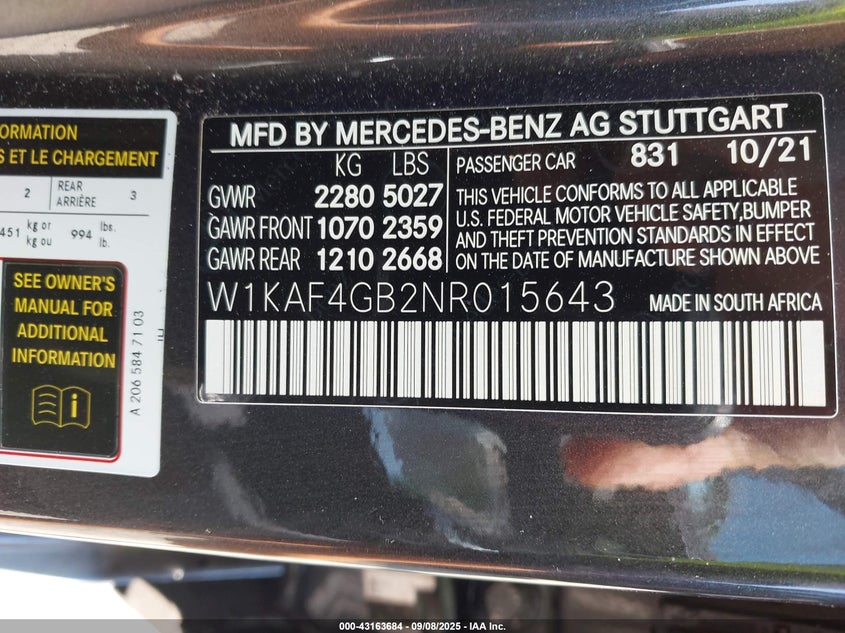 ORMATION
S ET LE CHARGEMENT
2 REAR ARRIÈRE 3
451 kg or kg ou 994 lbs. lb.
SEE OWNER'S
MANUAL FOR
ADDITIONAL
INFORMATION
i
A 206 584 71 03
MFD BY MERCEDES-BENZ AG STUTTGART
KG LBS
GVWR 2280 5027
GAWR FRONT 1070 2359
GAWR REAR 1210 2668
PASSENGER CAR 831 10/21
THIS VEHICLE CONFORMS TO ALL APPLICABLE
U.S. FEDERAL MOTOR VEHICLE SAFETY,BUMPER
AND THEFT PREVENTION STANDARDS IN EFFECT
ON THE DATE OF MANUFACTURE SHOWN ABOVE
W1KAF4GB2NR015643 MADE IN SOUTH AFRICA
000-43163684 - 09/08/2025 - IAA Inc.